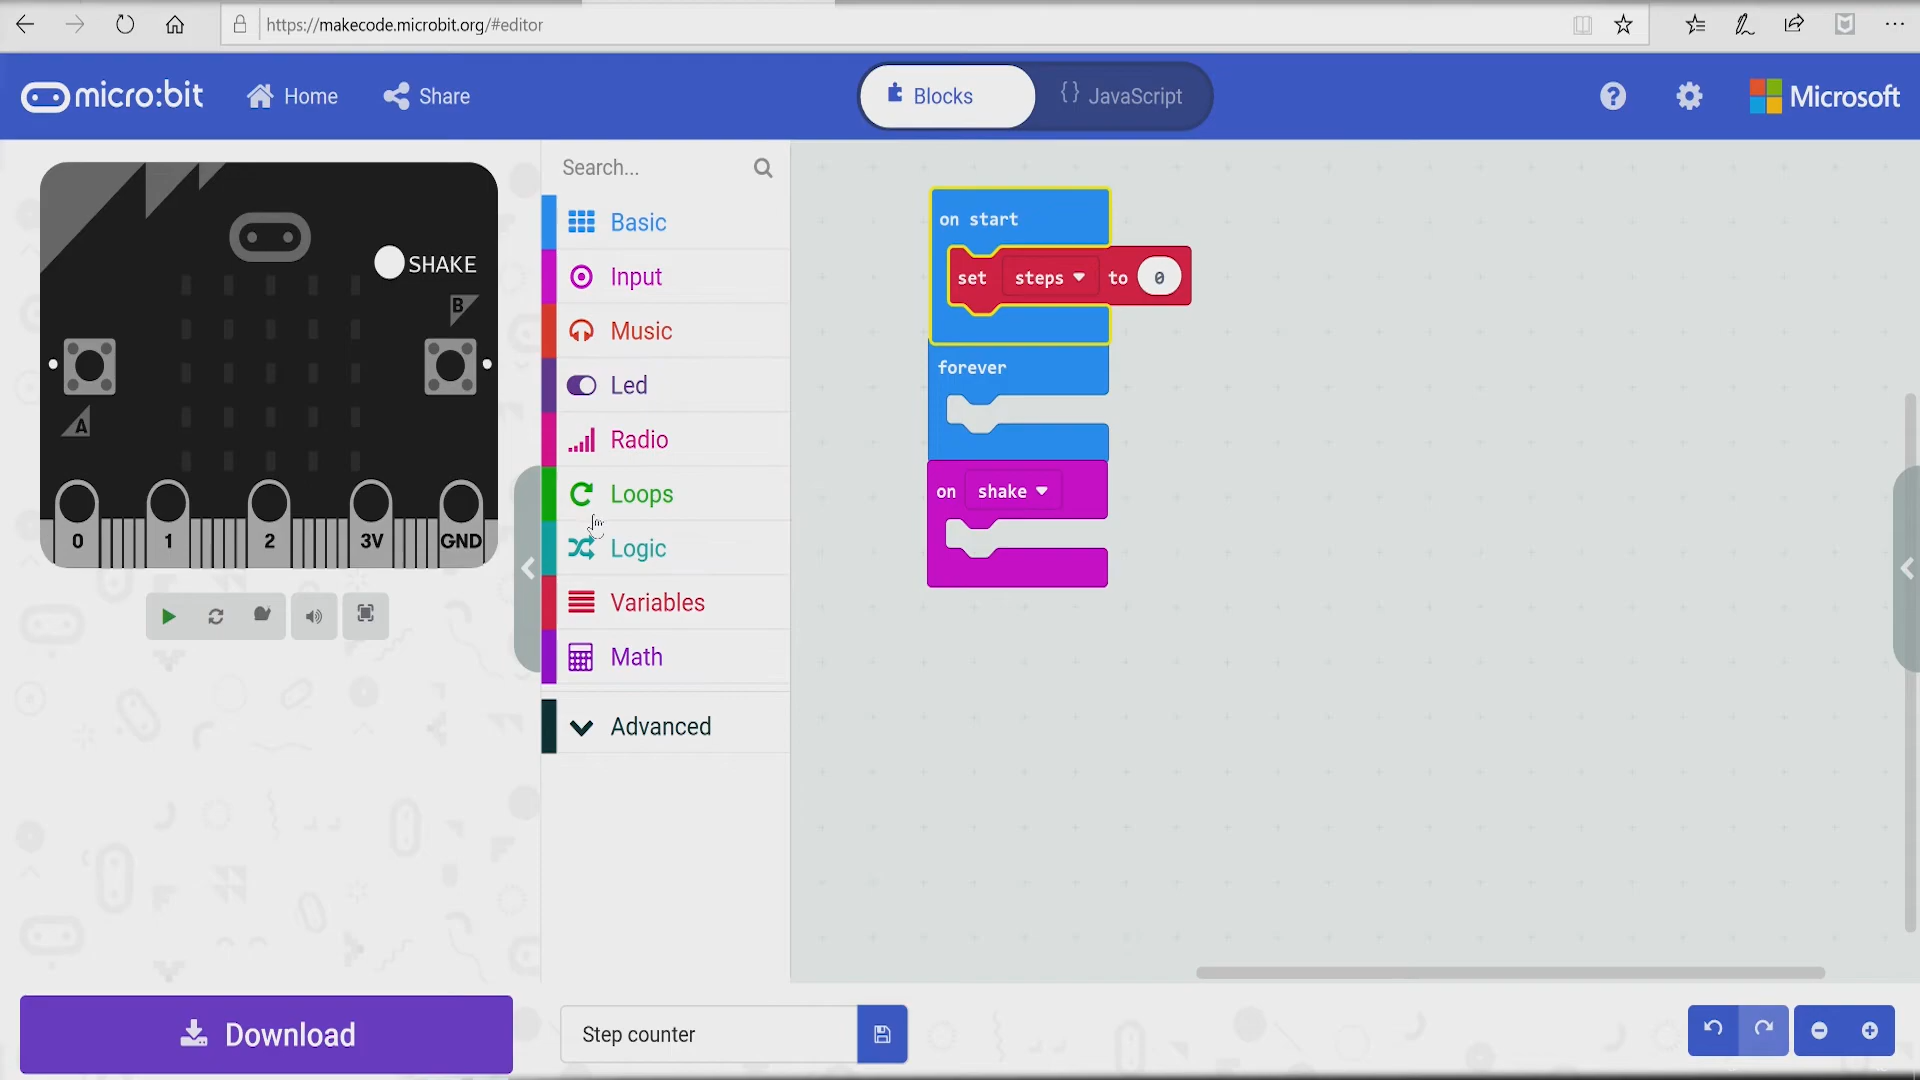 https://makecode.microbit.org/#editor
micro:bit
Home
Share
Blocks
{} JavaScript
Microsoft
SHAKE
B
A
0 1 2 3V GND
Search...
Basic
Input
Music
Led
Radio
Loops
Logic
Variables
Math
Advanced
on start
set steps to 0
forever
on shake
Download
Step counter